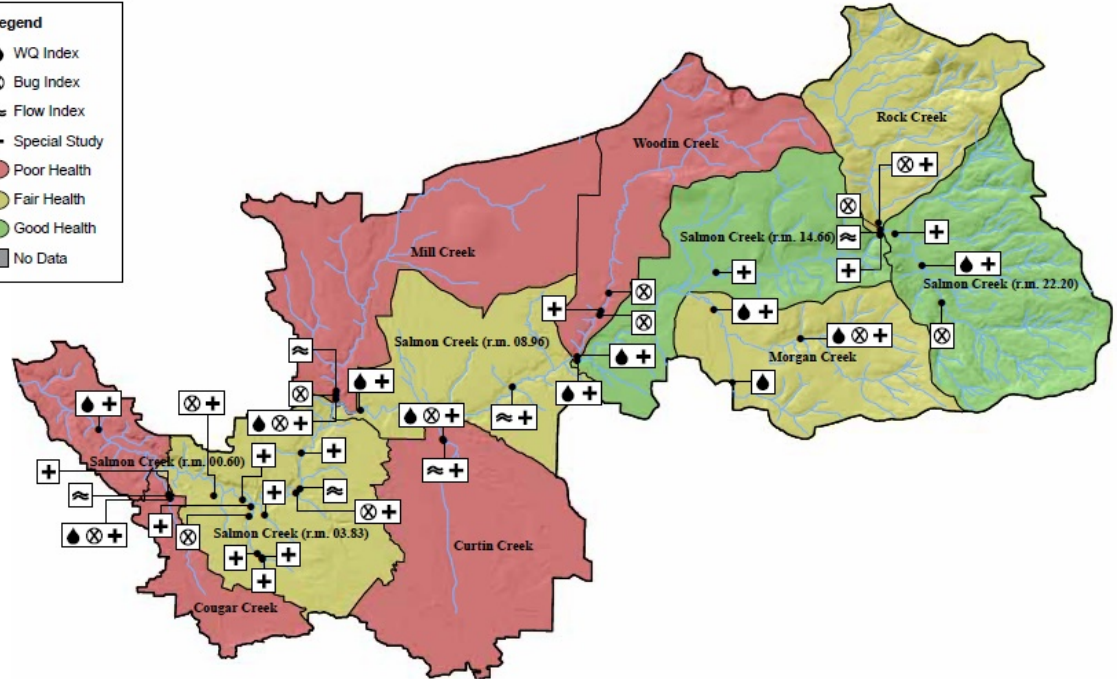 egend
WQ Index
Bug Index
Flow Index
Special Study
Poor Health
Fair Health
Good Health
No Data
Rock Creek
Woodin Creek
Salmon Creek (r.m. 14.66)
Mill Creek
Salmon Creek (r.m. 22.20)
Salmon Creek (r.m. 08.96)
Morgan Creek
Salmon Creek (r.m. 00.60)
Salmon Creek (r.m. 03.83)
Curtin Creek
Cougar Creek